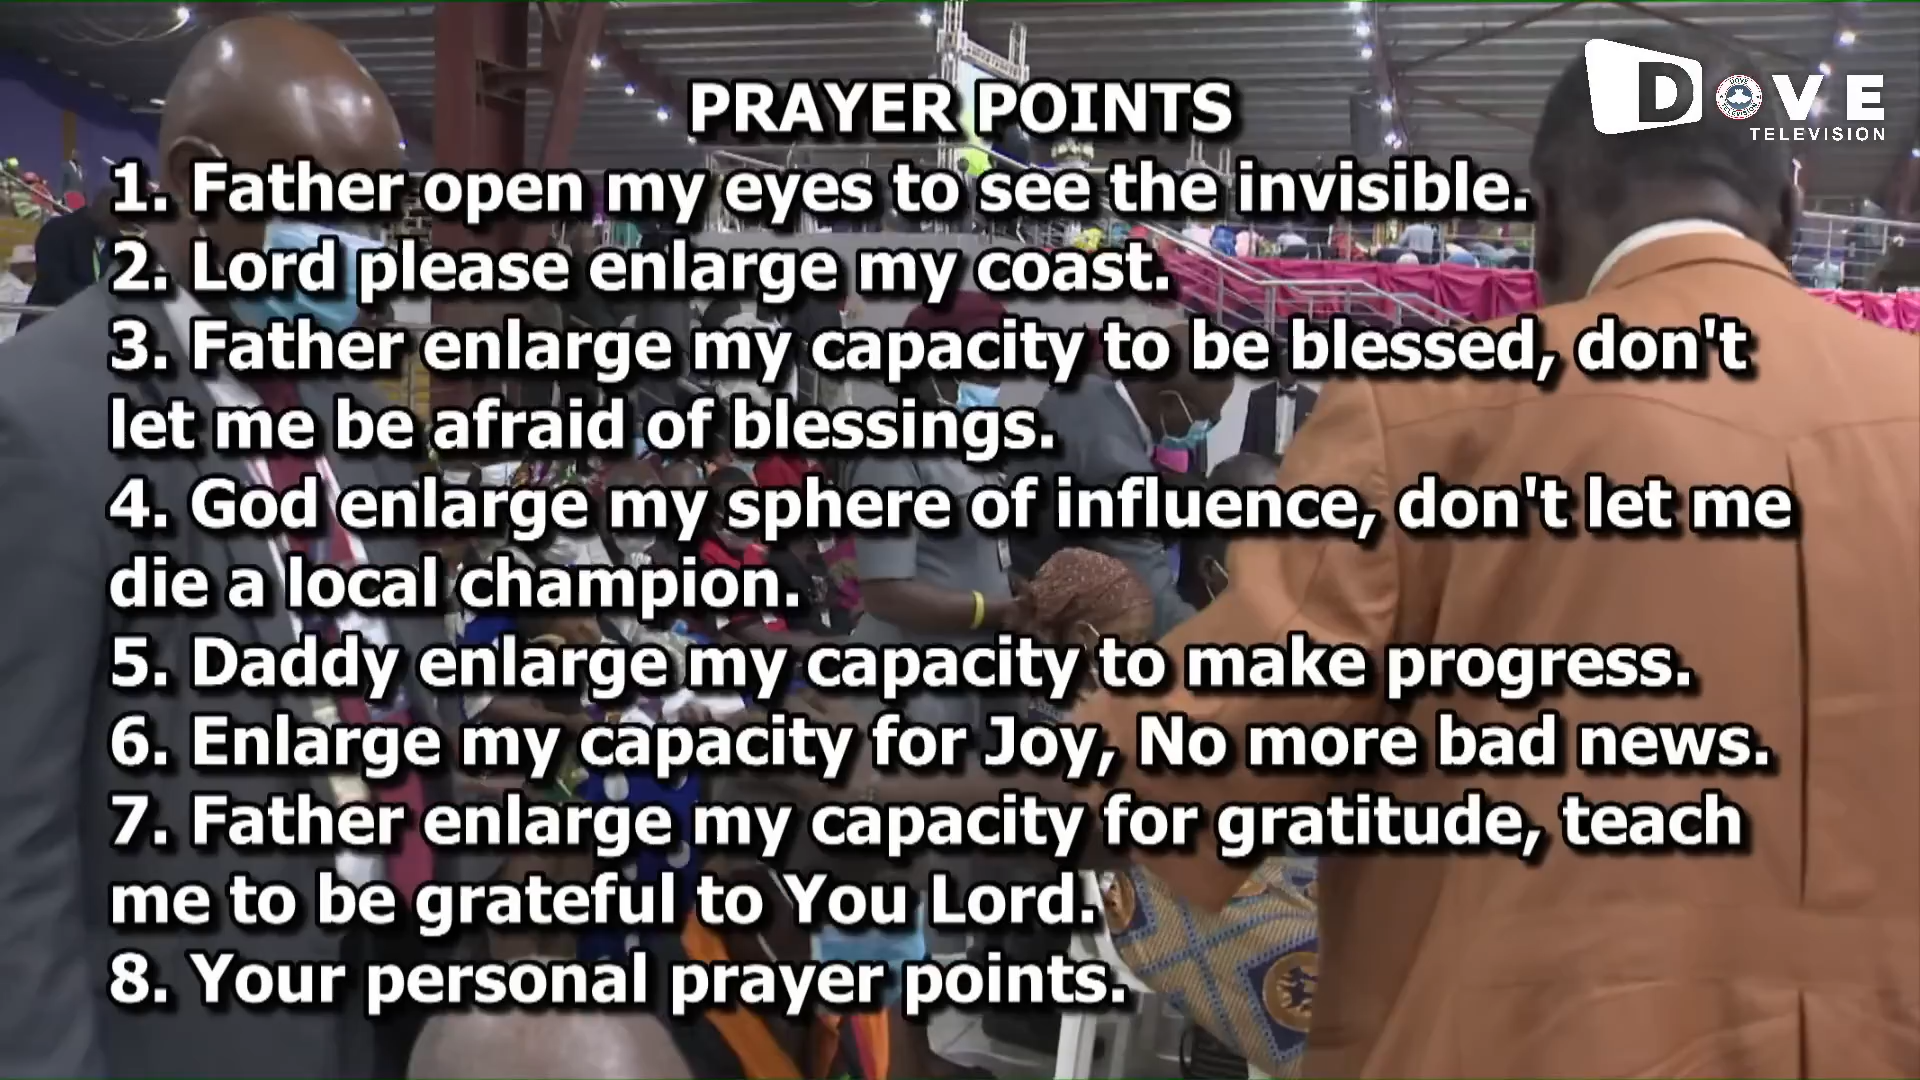 PRAYER POINTS
1. Father open my eyes to see the invisible.
2. Lord please enlarge my coast.
3. Father enlarge my capacity to be blessed, don't
let me be afraid of blessings.
4. God enlarge my sphere of influence, don't let me
die a local champion.
5. Daddy enlarge my capacity to make progress.
6. Enlarge my capacity for Joy, No more bad news.
7. Father enlarge my capacity for gratitude, teach
me to be grateful to You Lord.
8. Your personal prayer points.
DOVE
TELEVISION